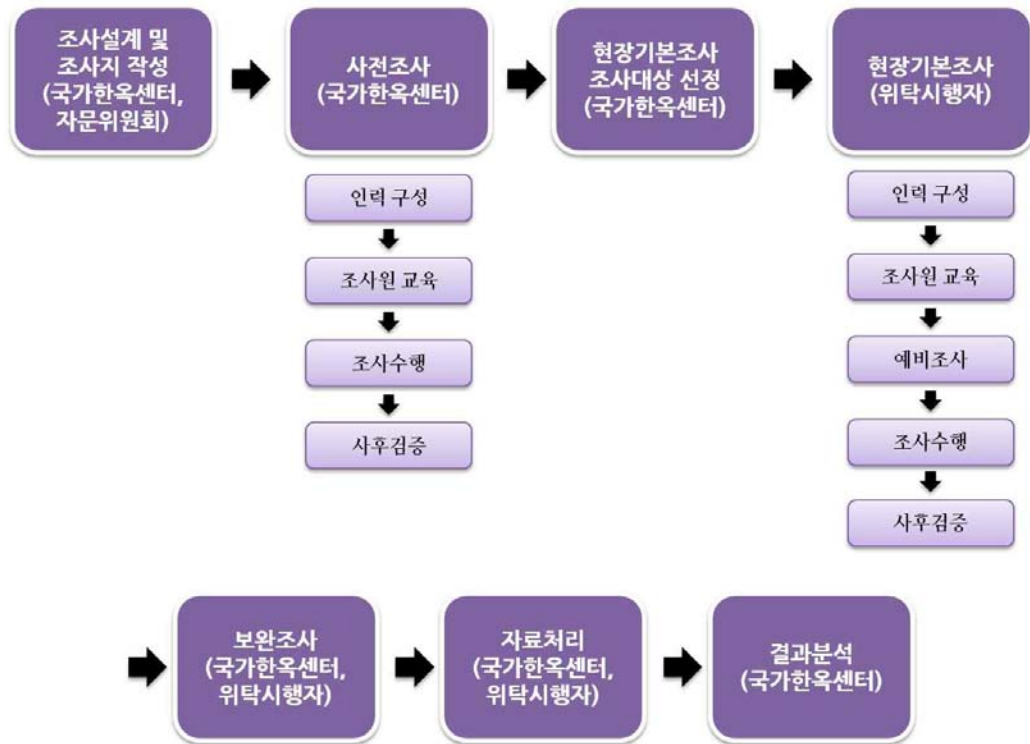 조사설계 및
조사지 작성
(국가한옥센터,
자문위원회)
사전조사
(국가한옥센터)
현장기본조사
조사대상 선정
(국가한옥센터)
현장기본조사
(위탁시행자)
인력 구성
조사원 교육
조사수행
사후검증
인력 구성
조사원 교육
예비조사
조사수행
사후검증
보완조사
(국가한옥센터,
위탁시행자)
자료처리
(국가한옥센터,
위탁시행자)
결과분석
(국가한옥센터)